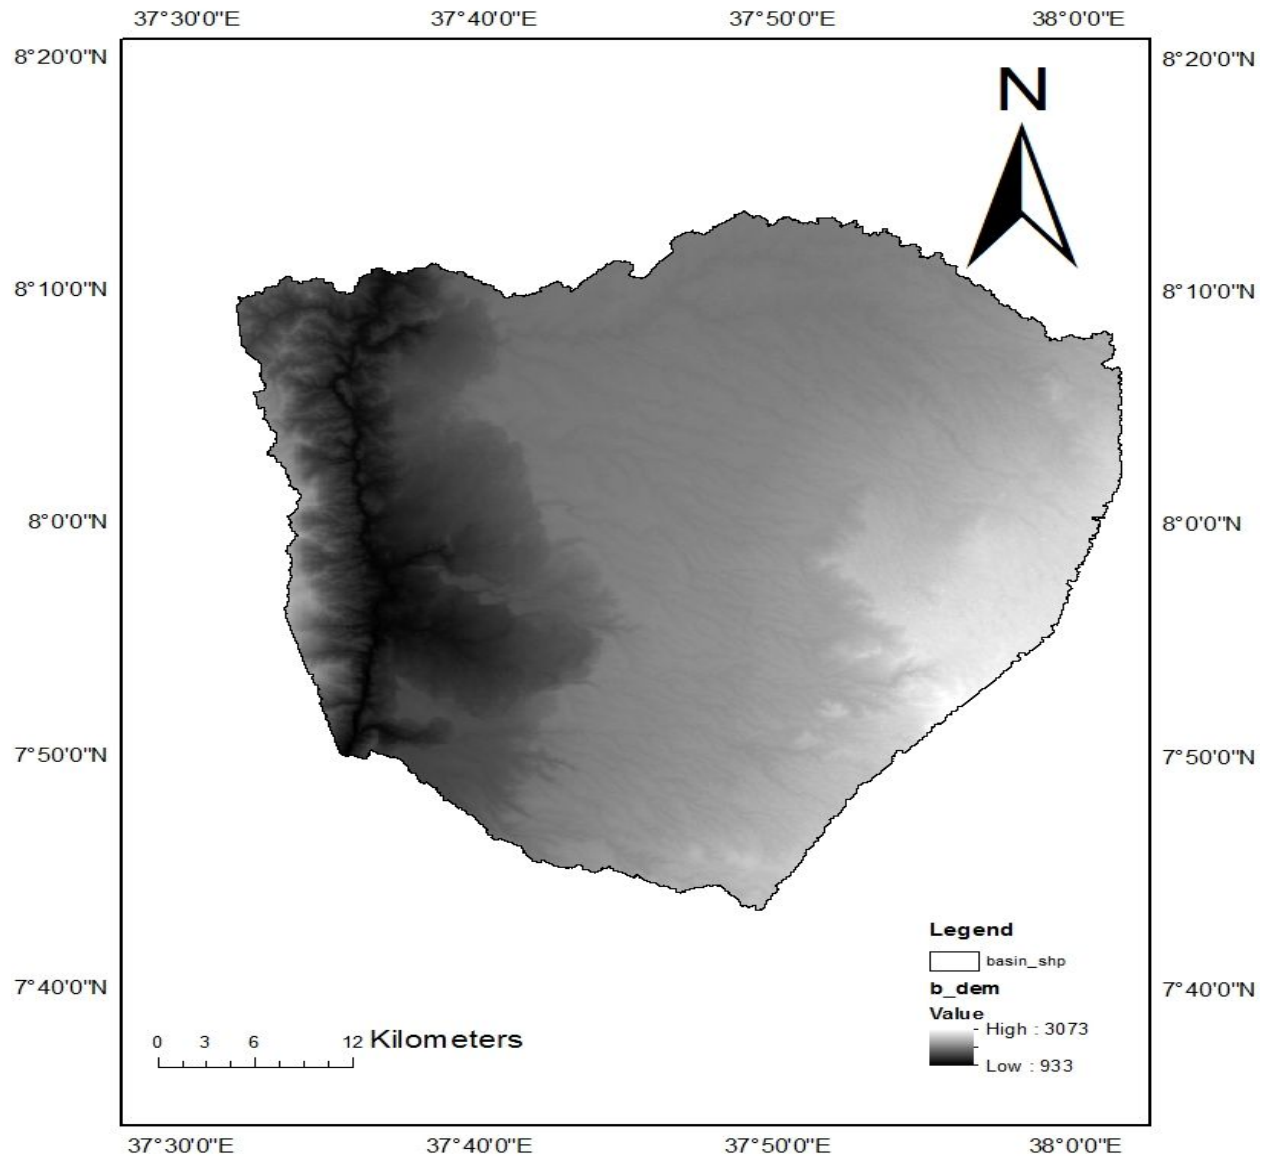 37°30'0"E 37°40'0"E 37°50'0"E 38°0'0"E
8°20'0"N 8°20'0"N
N
8°10'0"N 8°10'0"N
8°0'0"N 8°0'0"N
7°50'0"N 7°50'0"N
Legend
basin_shp
7°40'0"N b_dem 7°40'0"N
Value
High : 3073
0 3 6 12 Kilometers
Low : 933
37°30'0"E 37°40'0"E 37°50'0"E 38°0'0"E